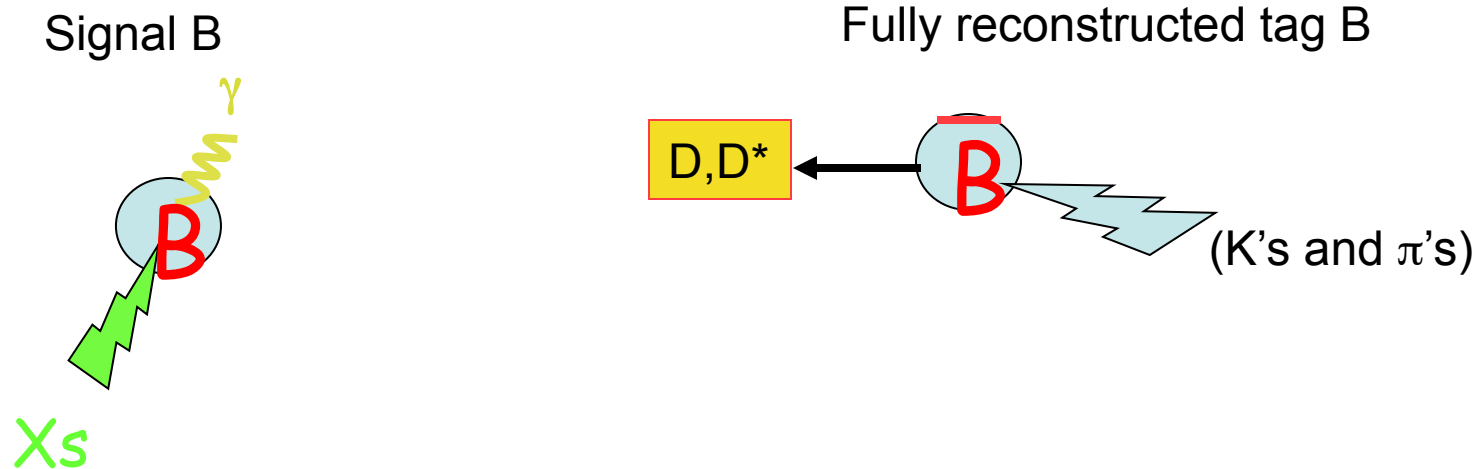 Signal B
Fully reconstructed tag B
γ
D,D*
B
B
(K’s and π’s)
Xs